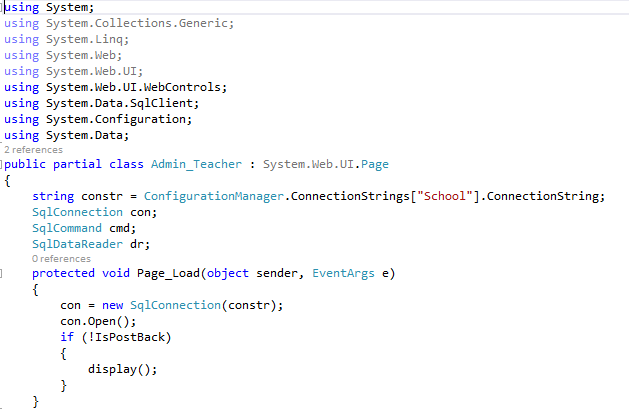 using System;
using System.Collections.Generic;
using System.Linq;
using System.Web;
using System.Web.UI;
using System.Web.UI.WebControls;
using System.Data.SqlClient;
using System.Configuration;
using System.Data;
2 references
public partial class Admin_Teacher : System.Web.UI.Page
{
string constr = ConfigurationManager.ConnectionStrings["School"].ConnectionString;
SqlConnection con;
SqlCommand cmd;
SqlDataReader dr;
0 references
protected void Page_Load(object sender, EventArgs e)
{
con = new SqlConnection(constr);
con.Open();
if (!IsPostBack)
{
display();
}
}